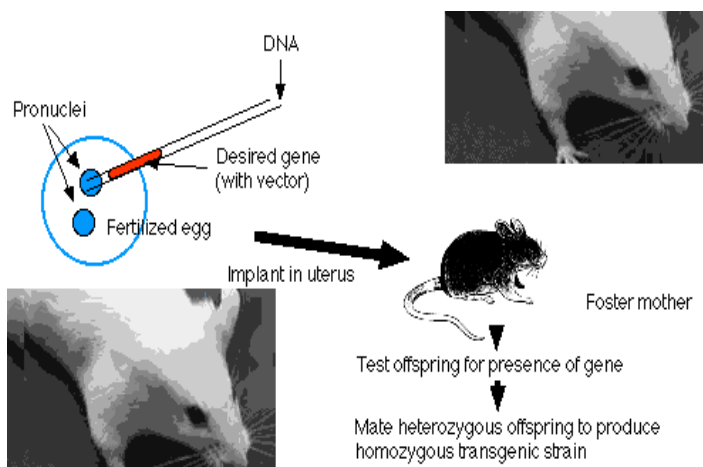 DNA
Pronuclei
Desired gene
(with vector)
Fertilized egg
Implant in uterus
Foster mother
Test offspring for presence of gene
Mate heterozygous offspring to produce
homozygous transgenic strain